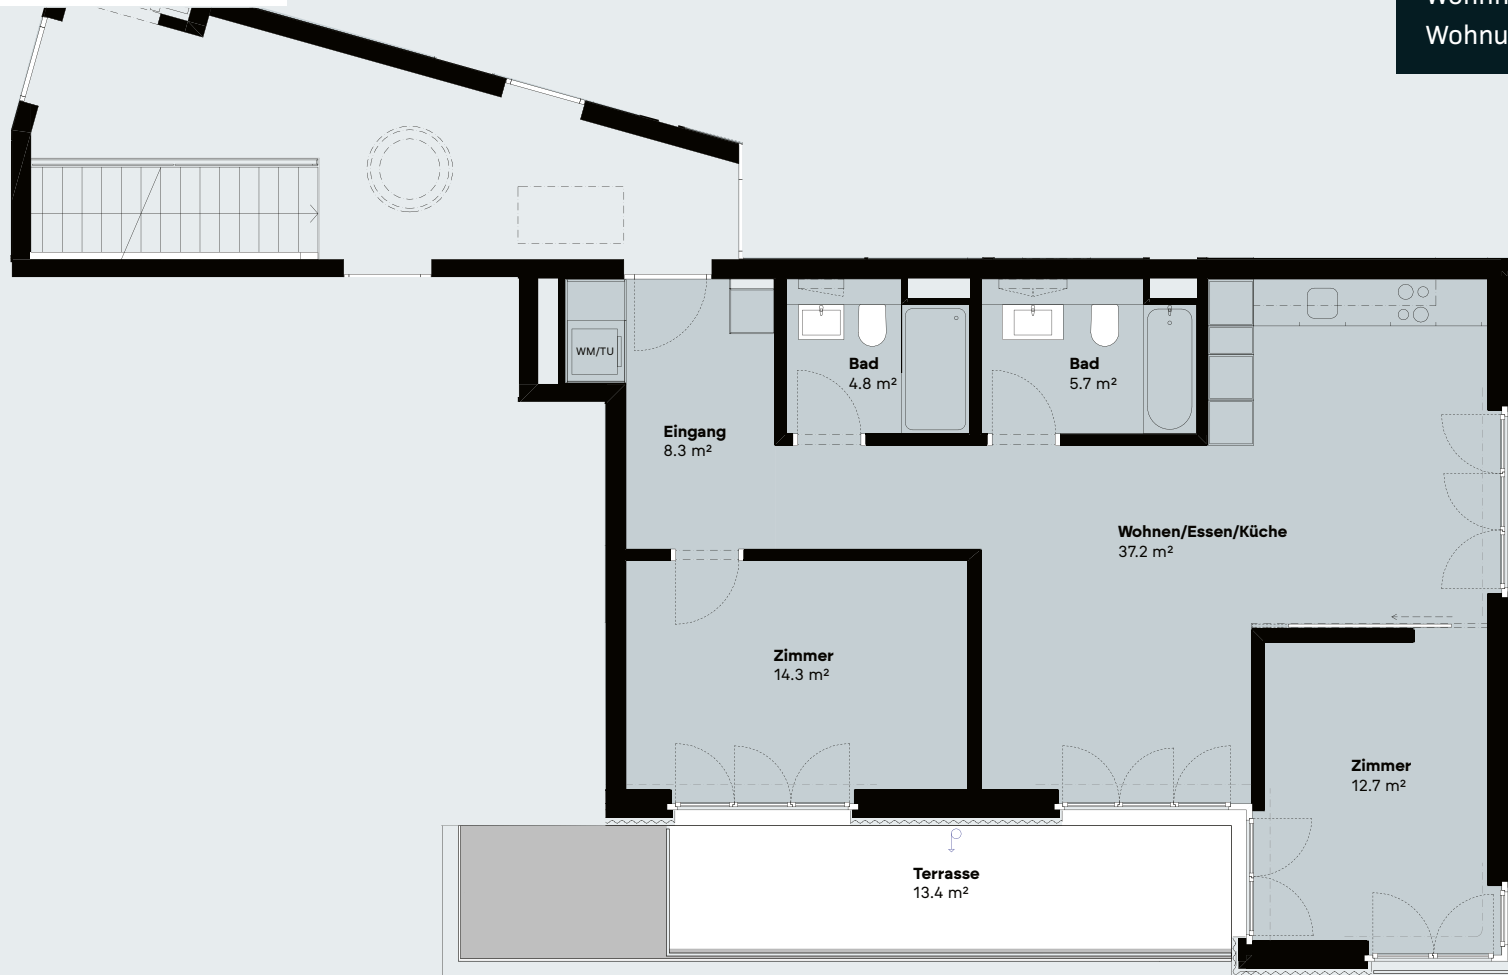 Wohnu
WM/TU
Bad
4.8 m²
Bad
5.7 m²
Eingang
8.3 m²
Wohnen/Essen/Küche
37.2 m²
Zimmer
14.3 m²
Zimmer
12.7 m²
Terrasse
13.4 m²